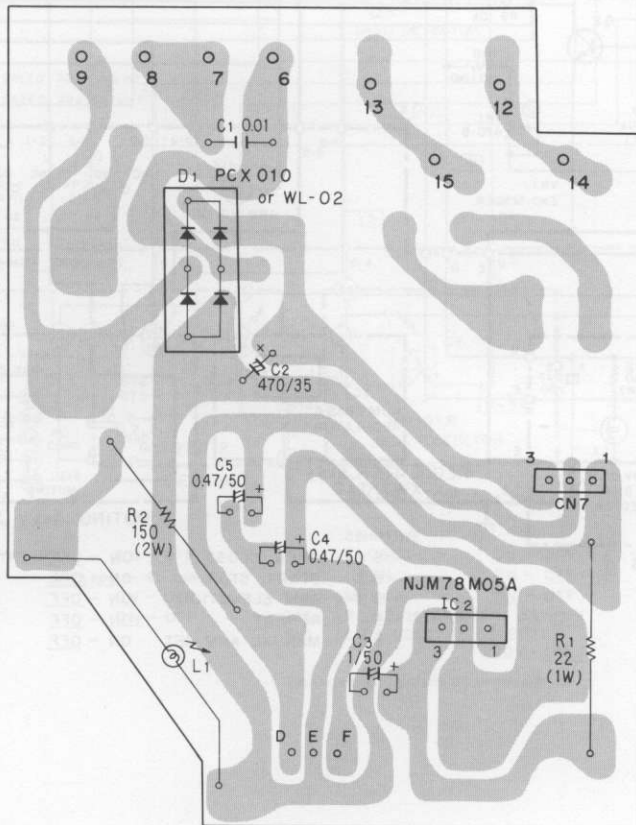 9 8 7 6
13 12
C1 0.01
15 14
D1 PCX 010
or WL-02
×
C2
470/35
3 1
CN7
C5
0.47/50
+
R2
150
(2W)
C4
0.47/50
+
NJM78M05A
IC2
3 1
L1
C3
1/50
+
R1
22
(1W)
D E F